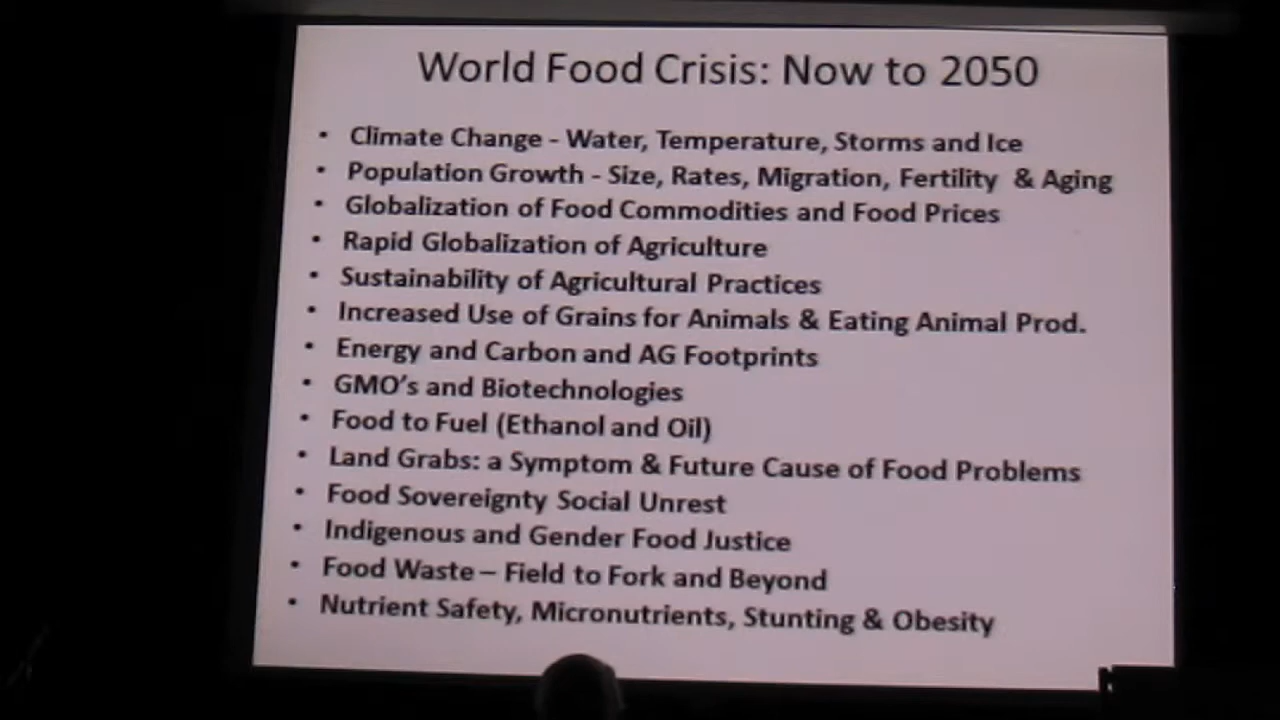 World Food Crisis: Now to 2050
• Climate Change - Water, Temperature, Storms and Ice
• Population Growth - Size, Rates, Migration, Fertility & Aging
• Globalization of Food Commodities and Food Prices
• Rapid Globalization of Agriculture
• Sustainability of Agricultural Practices
• Increased Use of Grains for Animals & Eating Animal Prod.
• Energy and Carbon and AG Footprints
• GMO’s and Biotechnologies
• Food to Fuel (Ethanol and Oil)
• Land Grabs: a Symptom & Future Cause of Food Problems
• Food Sovereignty Social Unrest
• Indigenous and Gender Food Justice
• Food Waste – Field to Fork and Beyond
• Nutrient Safety, Micronutrients, Stunting & Obesity